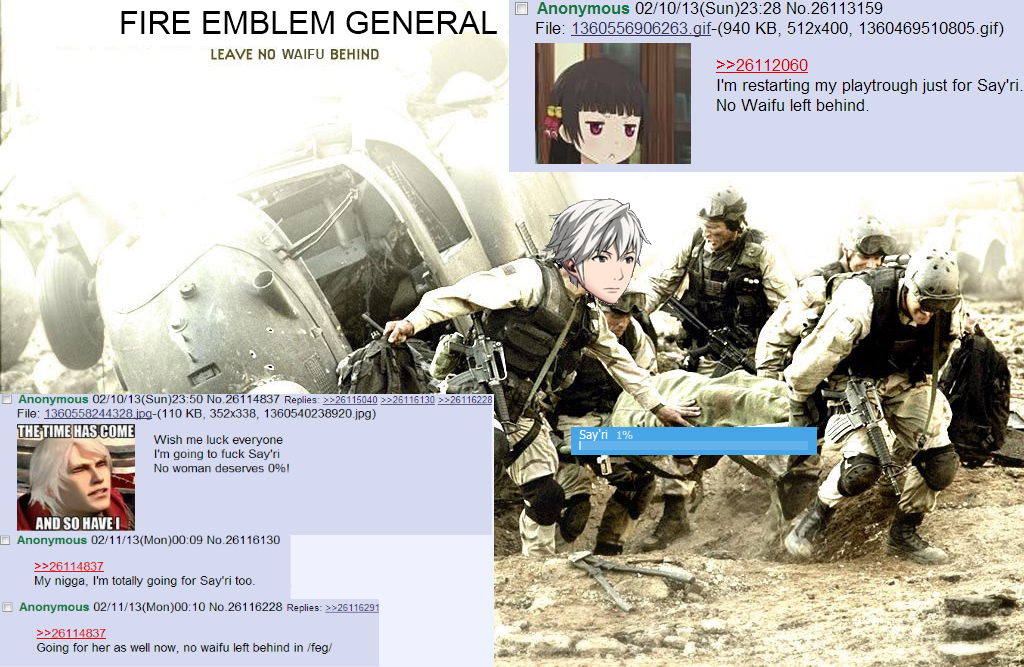 FIRE EMBLEM GENERAL
LEAVE NO WAIFU BEHIND
Anonymous 02/10/13(Sun)23:28 No.26113159
File: 1360556906263.gif-(940 KB, 512x400, 1360469510805.gif)
>>26112060
I'm restarting my playtrough just for Say'ri.
No Waifu left behind.
Say'ri 1%
Anonymous 02/10/13(Sun)23:50 No.26114837 Replies: >>26115040 >>26116130 >>26116228
File: 1360558244328.jpg-(110 KB, 352x338, 1360540238920.jpg)
THE TIME HAS COME
AND SO HAVE I
Wish me luck everyone
I'm going to fuck Say'ri
No woman deserves 0%!
Anonymous 02/11/13(Mon)00:09 No.26116130
>>26114837
My nigga, I'm totally going for Say'ri too.
Anonymous 02/11/13(Mon)00:10 No.26116228 Replies: >>26116291
>>26114837
Going for her as well now, no waifu left behind in /feg/